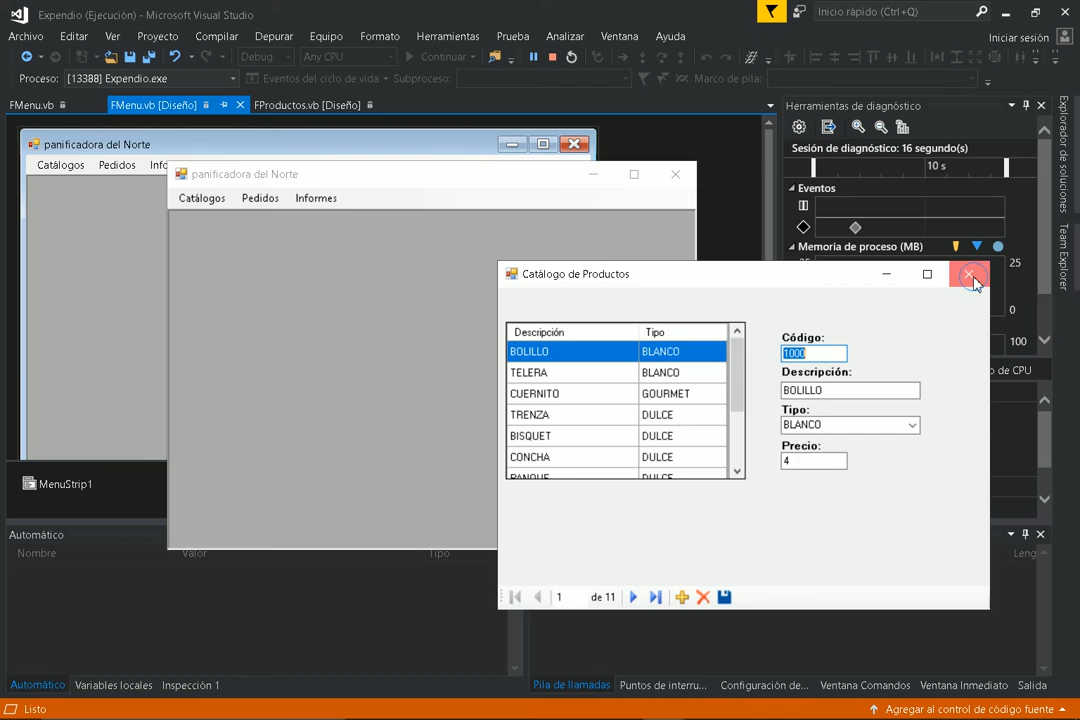 Expendio (Ejecución) - Microsoft Visual Studio
Inicio rápido (Ctrl+Q)
Archivo Editar Ver Proyecto Compilar Depurar Equipo Formato Herramientas Prueba Analizar Ventana Ayuda
Iniciar sesión
Debug Any CPU Continuar
Proceso: [13388] Expendio.exe Eventos del ciclo de vida Subproceso: Marco de pila:
FMenu.vb FMenu.vb [Diseño] FProductos.vb [Diseño]
Herramientas de diagnóstico
Explorador de soluciones
Team Explorer
Sesión de diagnóstico: 16 segundo(s)
10 s
Eventos
Memoria de proceso (MB)
25
0
100
o de CPU
panificadora del Norte
Catálogos Pedidos Info
panificadora del Norte
Catálogos Pedidos Informes
Catálogo de Productos
Descripción Tipo
BOLILLO BLANCO
TELERA BLANCO
CUERNITO GOURMET
TRENZA DULCE
BISQUET DULCE
CONCHA DULCE
PANQUE DULCE
Código:
1000
Descripción:
BOLILLO
Tipo:
BLANCO
Precio:
4
1 de 11
MenuStrip1
Automático
Nombre Valor Tipo
Leng
Automático Variables locales Inspección 1
Pila de llamadas Puntos de interru... Configuración de... Ventana Comandos Ventana Inmediato Salida
Listo
Agregar al control de código fuente